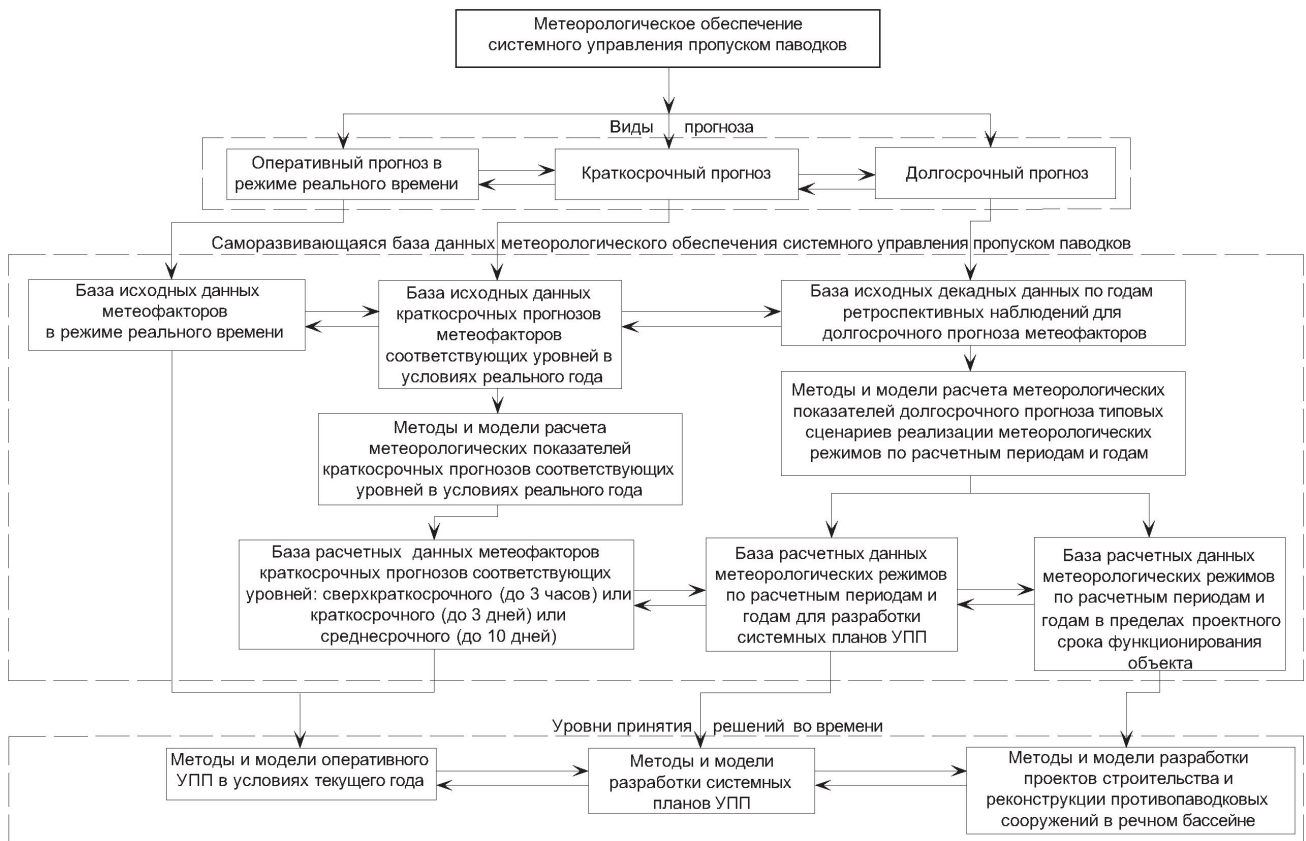 Метеорологическое обеспечение
системного управления пропуском паводков
Виды прогноза
Оперативный прогноз в
режиме реального времени
Краткосрочный прогноз
Долгосрочный прогноз
Саморазвивающаяся база данных метеорологического обеспечения системного управления пропуском паводков
База исходных данных
метеофакторов
в режиме реального времени
База исходных данных
краткосрочных прогнозов
метеофакторов
соответствующих уровней в
условиях реального года
База исходных декадных данных по годам
ретроспективных наблюдений для
долгосрочного прогноза метеофакторов
Методы и модели расчета
метеорологических показателей
краткосрочных прогнозов соответствующих
уровней в условиях реального года
Методы и модели расчета метеорологических
показателей долгосрочного прогноза типовых
сценариев реализации метеорологических
режимов по расчетным периодам и годам
База расчетных данных метеофакторов
краткосрочных прогнозов соответствующих
уровней: сверхкраткосрочного (до 3 часов) или
краткосрочного (до 3 дней) или
среднесрочного (до 10 дней)
База расчетных данных
метеорологических режимов
по расчетным периодам и
годам для разработки
системных планов УПП
База расчетных данных
метеорологических режимов
по расчетным периодам и
годам в пределах проектного
срока функционирования
объекта
Уровни принятия решений во времени
Методы и модели оперативного
УПП в условиях текущего года
Методы и модели
разработки системных
планов УПП
Методы и модели разработки
проектов строительства и
реконструкции противопаводковых
сооружений в речном бассейне